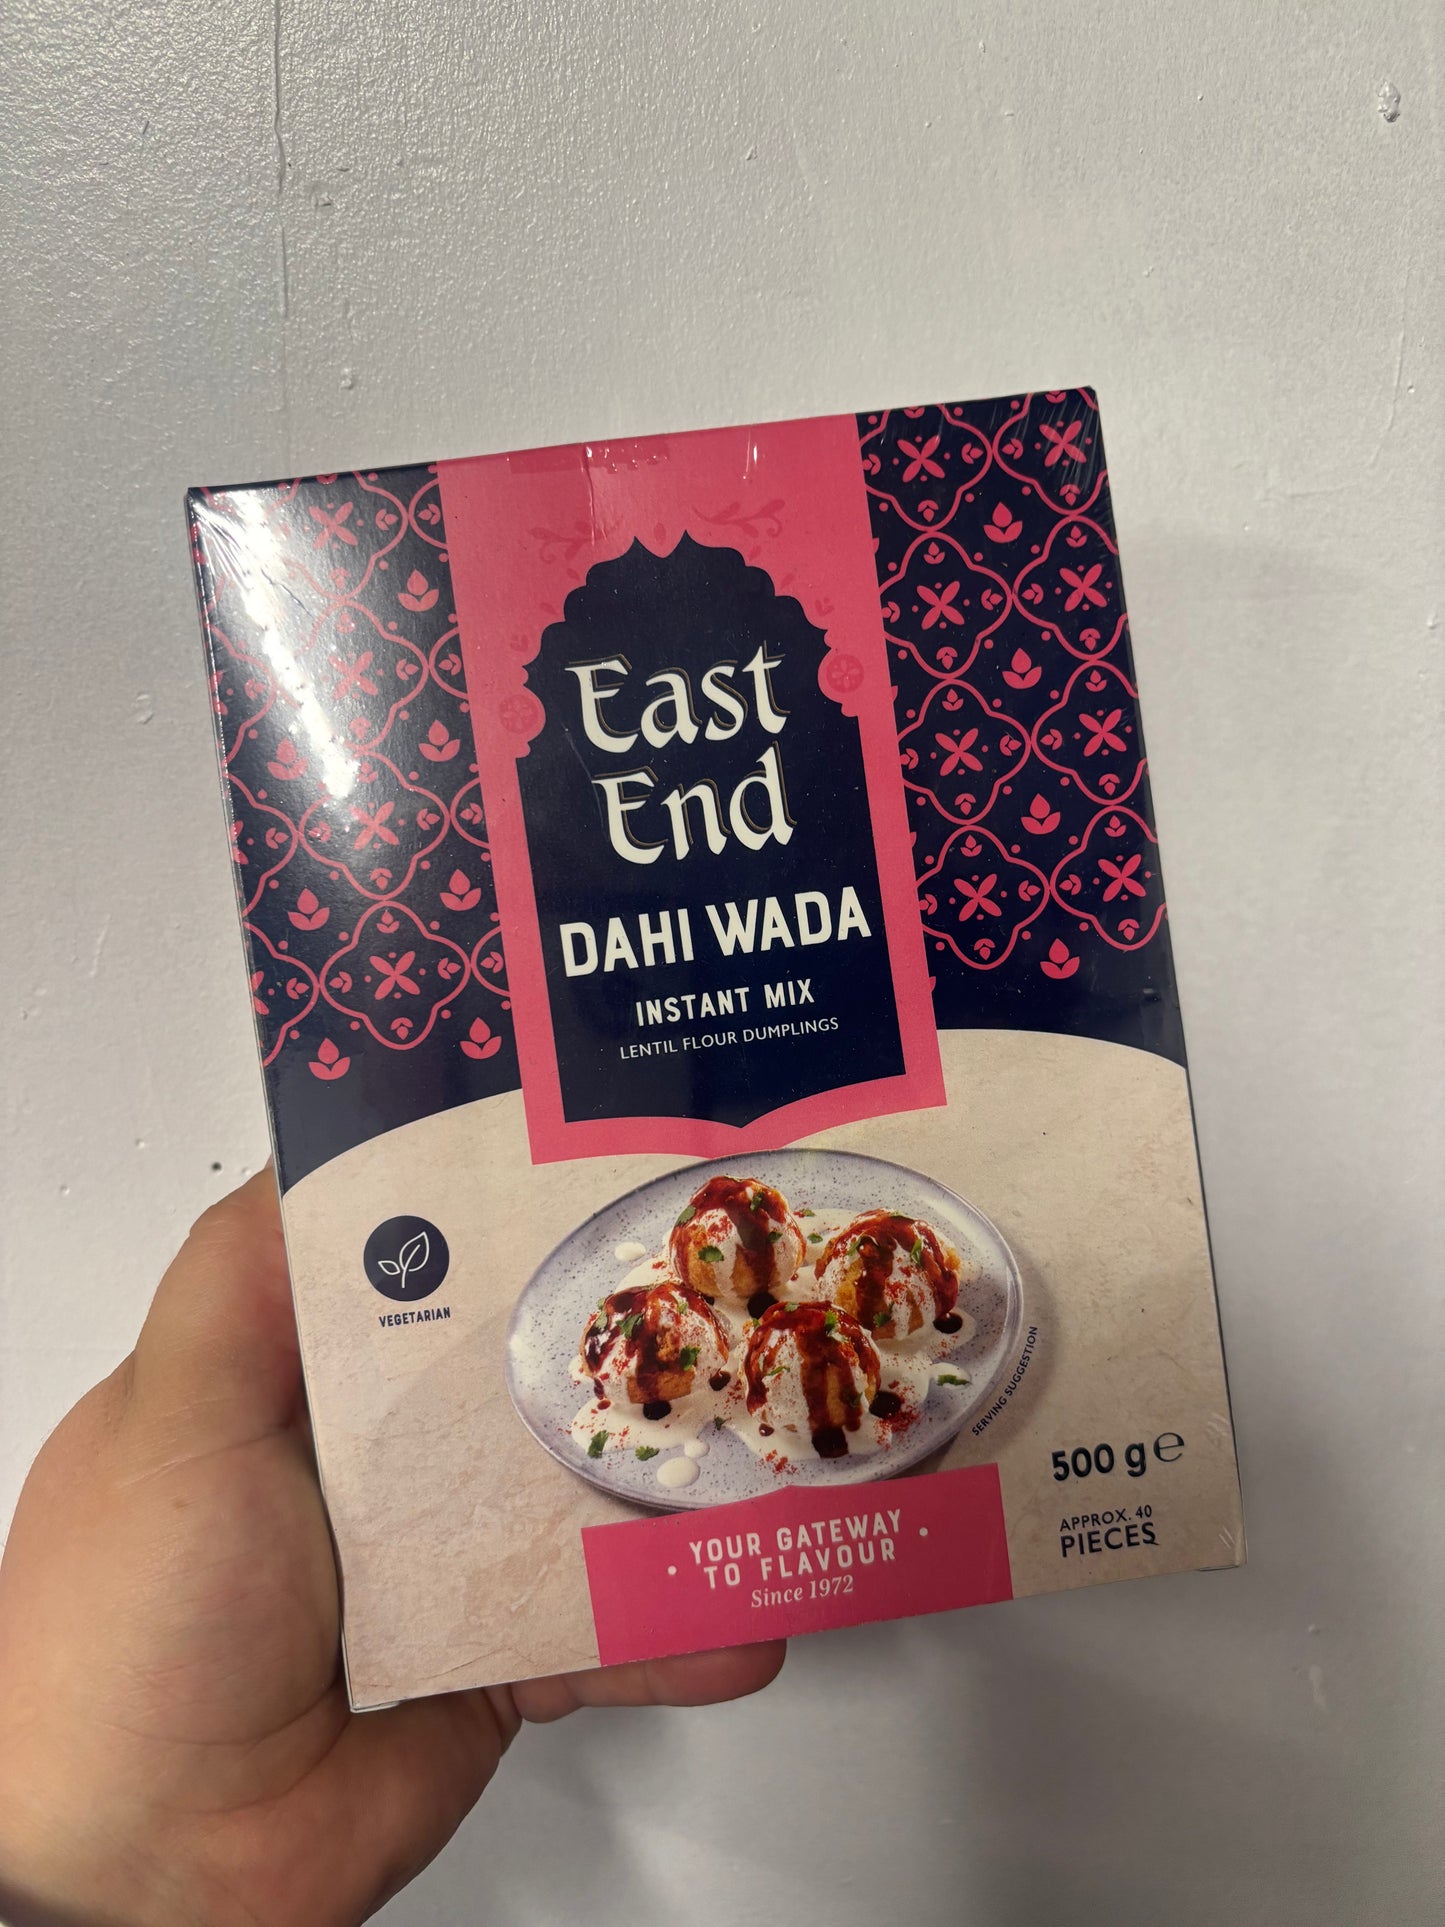 East
End
DAHI WADA
INSTANT MIX
LENTIL FLOUR DUMPLINGS
VEGETARIAN
SERVING SUGGESTION
500 g e
APPROX. 40
PIECES
• YOUR GATEWAY •
TO FLAVOUR
Since 1972